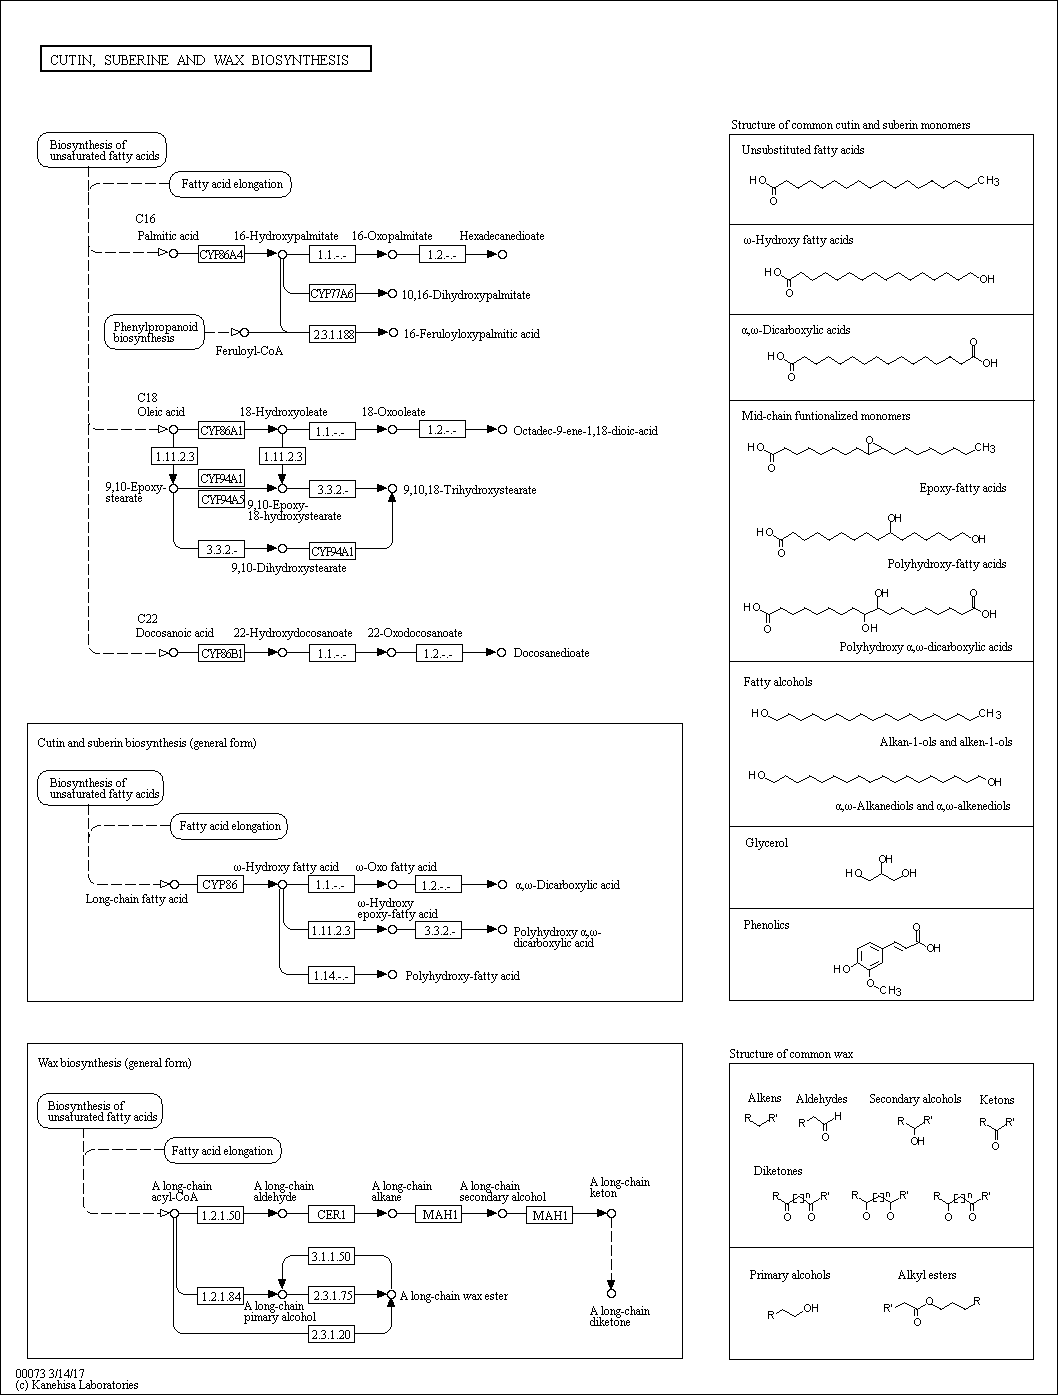 CUTIN, SUBERINE AND WAX BIOSYNTHESIS
Biosynthesis of
unsaturated fatty acids
Fatty acid elongation
C16
Palmitic acid
CYP86A4
16-Hydroxypalmitate
1.1.-.-
16-Oxopalmitate
1.2.-.-
Hexadecanedioate
CYP77A6
10,16-Dihydroxypalmitate
Phenylpropanoid
biosynthesis
Feruloyl-CoA
2.3.1.188
16-Feruloyloxypalmitic acid
C18
Oleic acid
CYP86A1
18-Hydroxyoleate
1.1.-.-
18-Oxooleate
1.2.-.-
Octadec-9-ene-1,18-dioic-acid
1.11.2.3
1.11.2.3
9,10-Epoxy-
stearate
CYP94A1
CYP94A5
9,10-Epoxy-
18-hydroxystearate
3.3.2.-
9,10,18-Trihydroxystearate
3.3.2.-
9,10-Dihydroxystearate
CYP94A1
C22
Docosanoic acid
CYP86B1
22-Hydroxydocosanoate
1.1.-.-
22-Oxodocosanoate
1.2.-.-
Docosanedioate
Cutin and suberin biosynthesis (general form)
Biosynthesis of
unsaturated fatty acids
Fatty acid elongation
Long-chain fatty acid
CYP86
ω-Hydroxy fatty acid
1.1.-.-
ω-Oxo fatty acid
1.2.-.-
α,ω-Dicarboxylic acid
1.11.2.3
ω-Hydroxy
epoxy-fatty acid
3.3.2.-
Polyhydroxy α,ω-
dicarboxylic acid
1.14.-.-
Polyhydroxy-fatty acid
Wax biosynthesis (general form)
Biosynthesis of
unsaturated fatty acids
Fatty acid elongation
A long-chain
acyl-CoA
1.2.1.50
A long-chain
aldehyde
CER1
A long-chain
alkane
MAH1
A long-chain
secondary alcohol
MAH1
A long-chain
keton
3.1.1.50
1.2.1.84
A long-chain
pimary alcohol
2.3.1.75
A long-chain wax ester
2.3.1.20
A long-chain
diketone
00073 3/14/17
(c) Kanehisa Laboratories
Structure of common cutin and suberin monomers
Unsubstituted fatty acids
HO
O
CH3
ω-Hydroxy fatty acids
HO
O
OH
α,ω-Dicarboxylic acids
HO
O
O
OH
Mid-chain funtionalized monomers
HO
O
O
CH3
Epoxy-fatty acids
HO
O
OH
OH
Polyhydroxy-fatty acids
HO
O
OH
OH
O
OH
Polyhydroxy α,ω-dicarboxylic acids
Fatty alcohols
HO
CH3
Alkan-1-ols and alken-1-ols
HO
OH
α,ω-Alkanediols and α,ω-alkenediols
Glycerol
HO
OH
OH
Phenolics
O
OH
HO
O
CH3
Structure of common wax
Alkens
R
R'
Aldehydes
R
H
O
Secondary alcohols
R
R'
OH
Ketons
R
R'
O
Diketones
R
n
R'
O
O
R
n
R'
O
O
R
n
R'
O
O
Primary alcohols
R
OH
Alkyl esters
R'
O
O
R